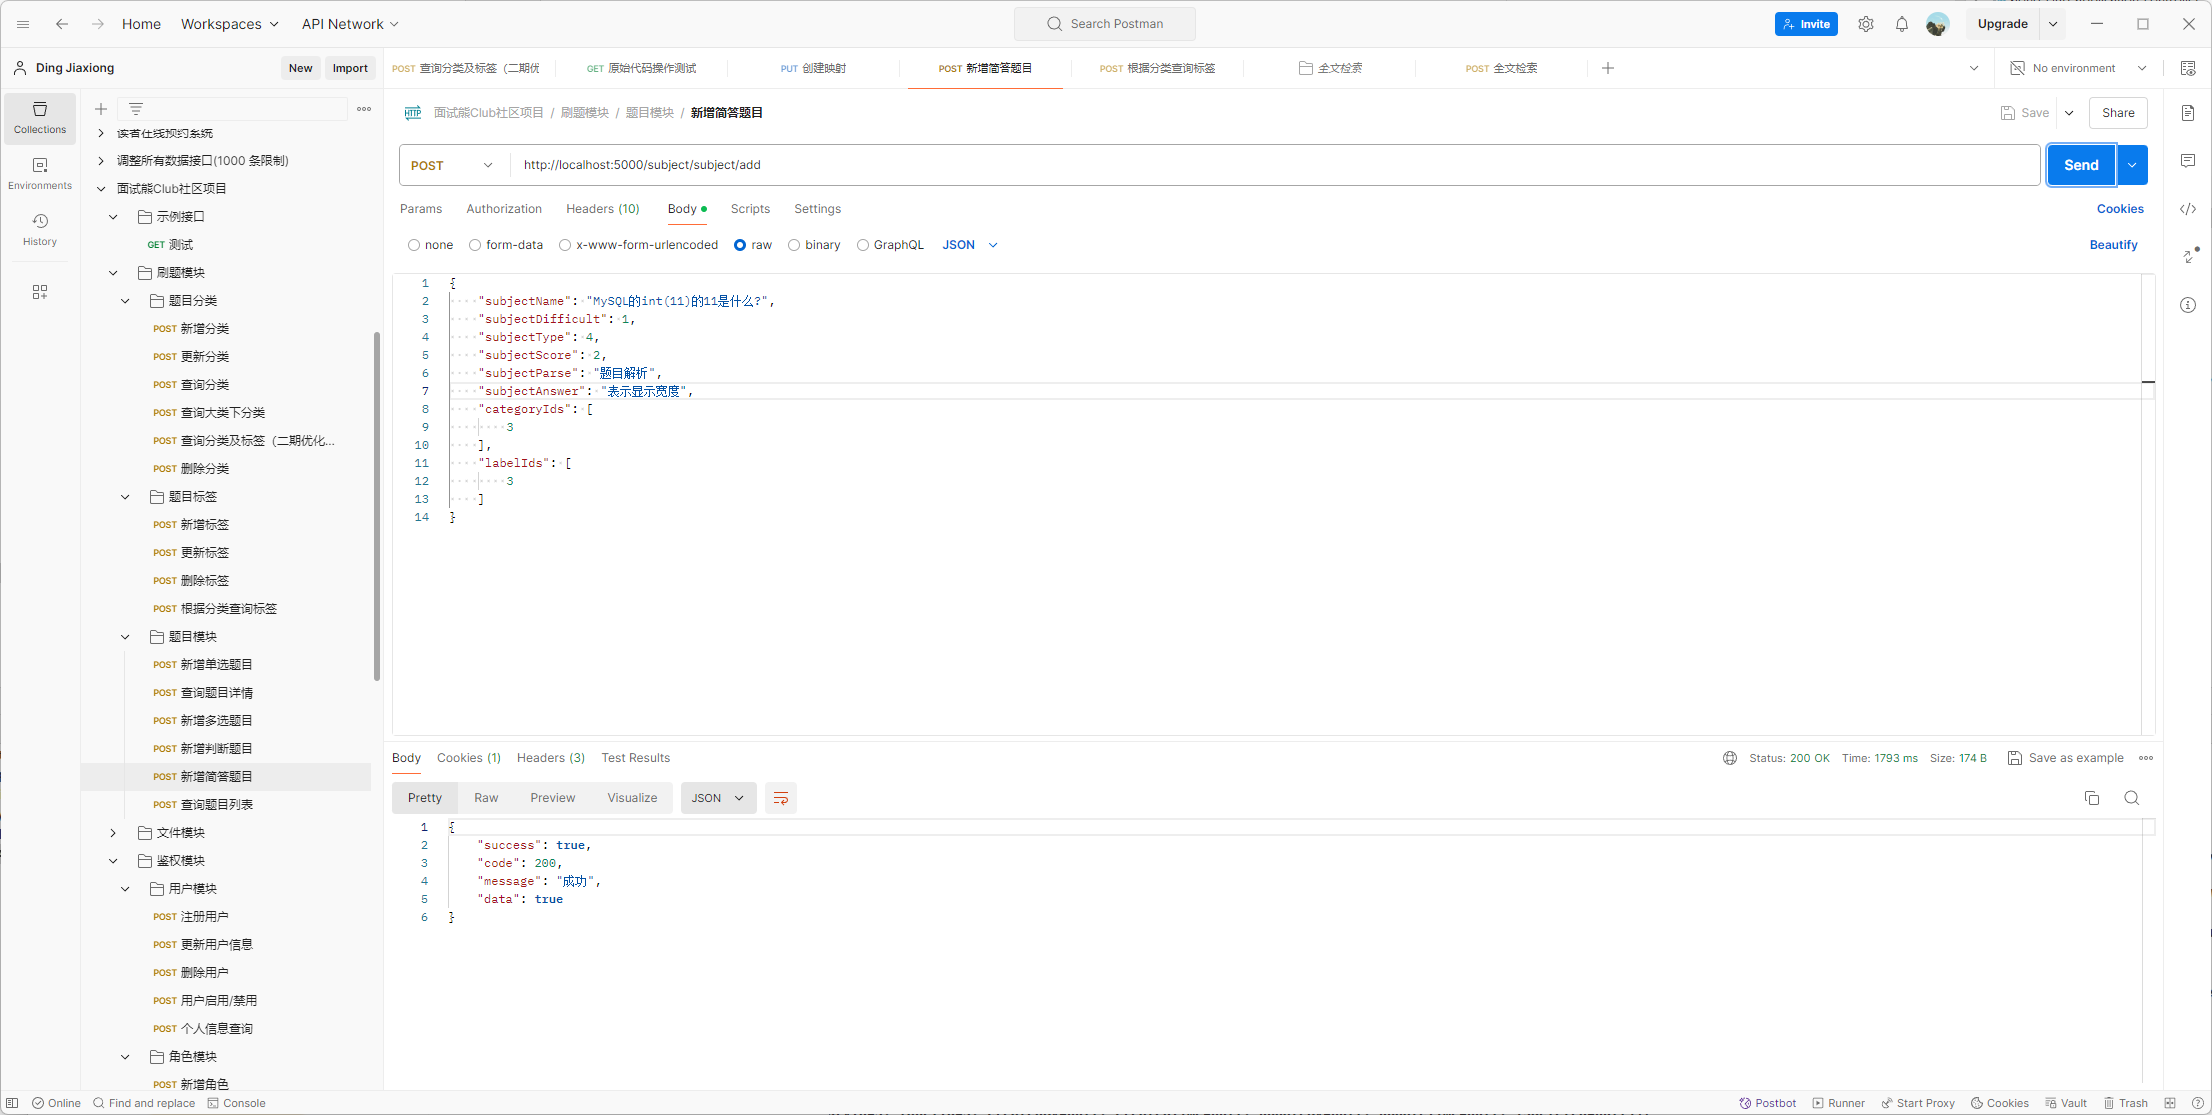 Home Workspaces API Network Search Postman Invite Upgrade
Ding Jiaxiong New Import
POST 查询分类及标签（二期优 GET 原始代码操作测试 PUT 创建映射 POST 新增简答题目 POST 根据分类查询标签 全文检索 POST 全文检索 No environment
Collections
Environments
History
读者在线预约系统
调整所有数据接口(1000 条限制)
面试熊Club社区项目
示例接口
GET 测试
刷题模块
题目分类
POST 新增分类
POST 更新分类
POST 查询分类
POST 查询大类下分类
POST 查询分类及标签（二期优化...
POST 删除分类
题目标签
POST 新增标签
POST 更新标签
POST 删除标签
POST 根据分类查询标签
题目模块
POST 新增单选题目
POST 查询题目详情
POST 新增多选题目
POST 新增判断题目
POST 新增简答题目
POST 查询题目列表
文件模块
鉴权模块
用户模块
POST 注册用户
POST 更新用户信息
POST 删除用户
POST 用户启用/禁用
POST 个人信息查询
角色模块
POST 新增角色
HTTP 面试熊Club社区项目 / 刷题模块 / 题目模块 / 新增简答题目 Save Share
POST http://localhost:5000/subject/subject/add Send
Params Authorization Headers (10) Body Scripts Settings Cookies
none form-data x-www-form-urlencoded raw binary GraphQL JSON Beautify
1 {
2 "subjectName": "MySQL的int(11)的11是什么?",
3 "subjectDifficult": 1,
4 "subjectType": 4,
5 "subjectScore": 2,
6 "subjectParse": "题目解析",
7 "subjectAnswer": "表示显示宽度",
8 "categoryIds": [
9 3
10 ],
11 "labelIds": [
12 3
13 ]
14 }
Body Cookies (1) Headers (3) Test Results Status: 200 OK Time: 1793 ms Size: 174 B Save as example
Pretty Raw Preview Visualize JSON
1 {
2 "success": true,
3 "code": 200,
4 "message": "成功",
5 "data": true
6 }
Online Find and replace Console Postbot Runner Start Proxy Cookies Vault Trash